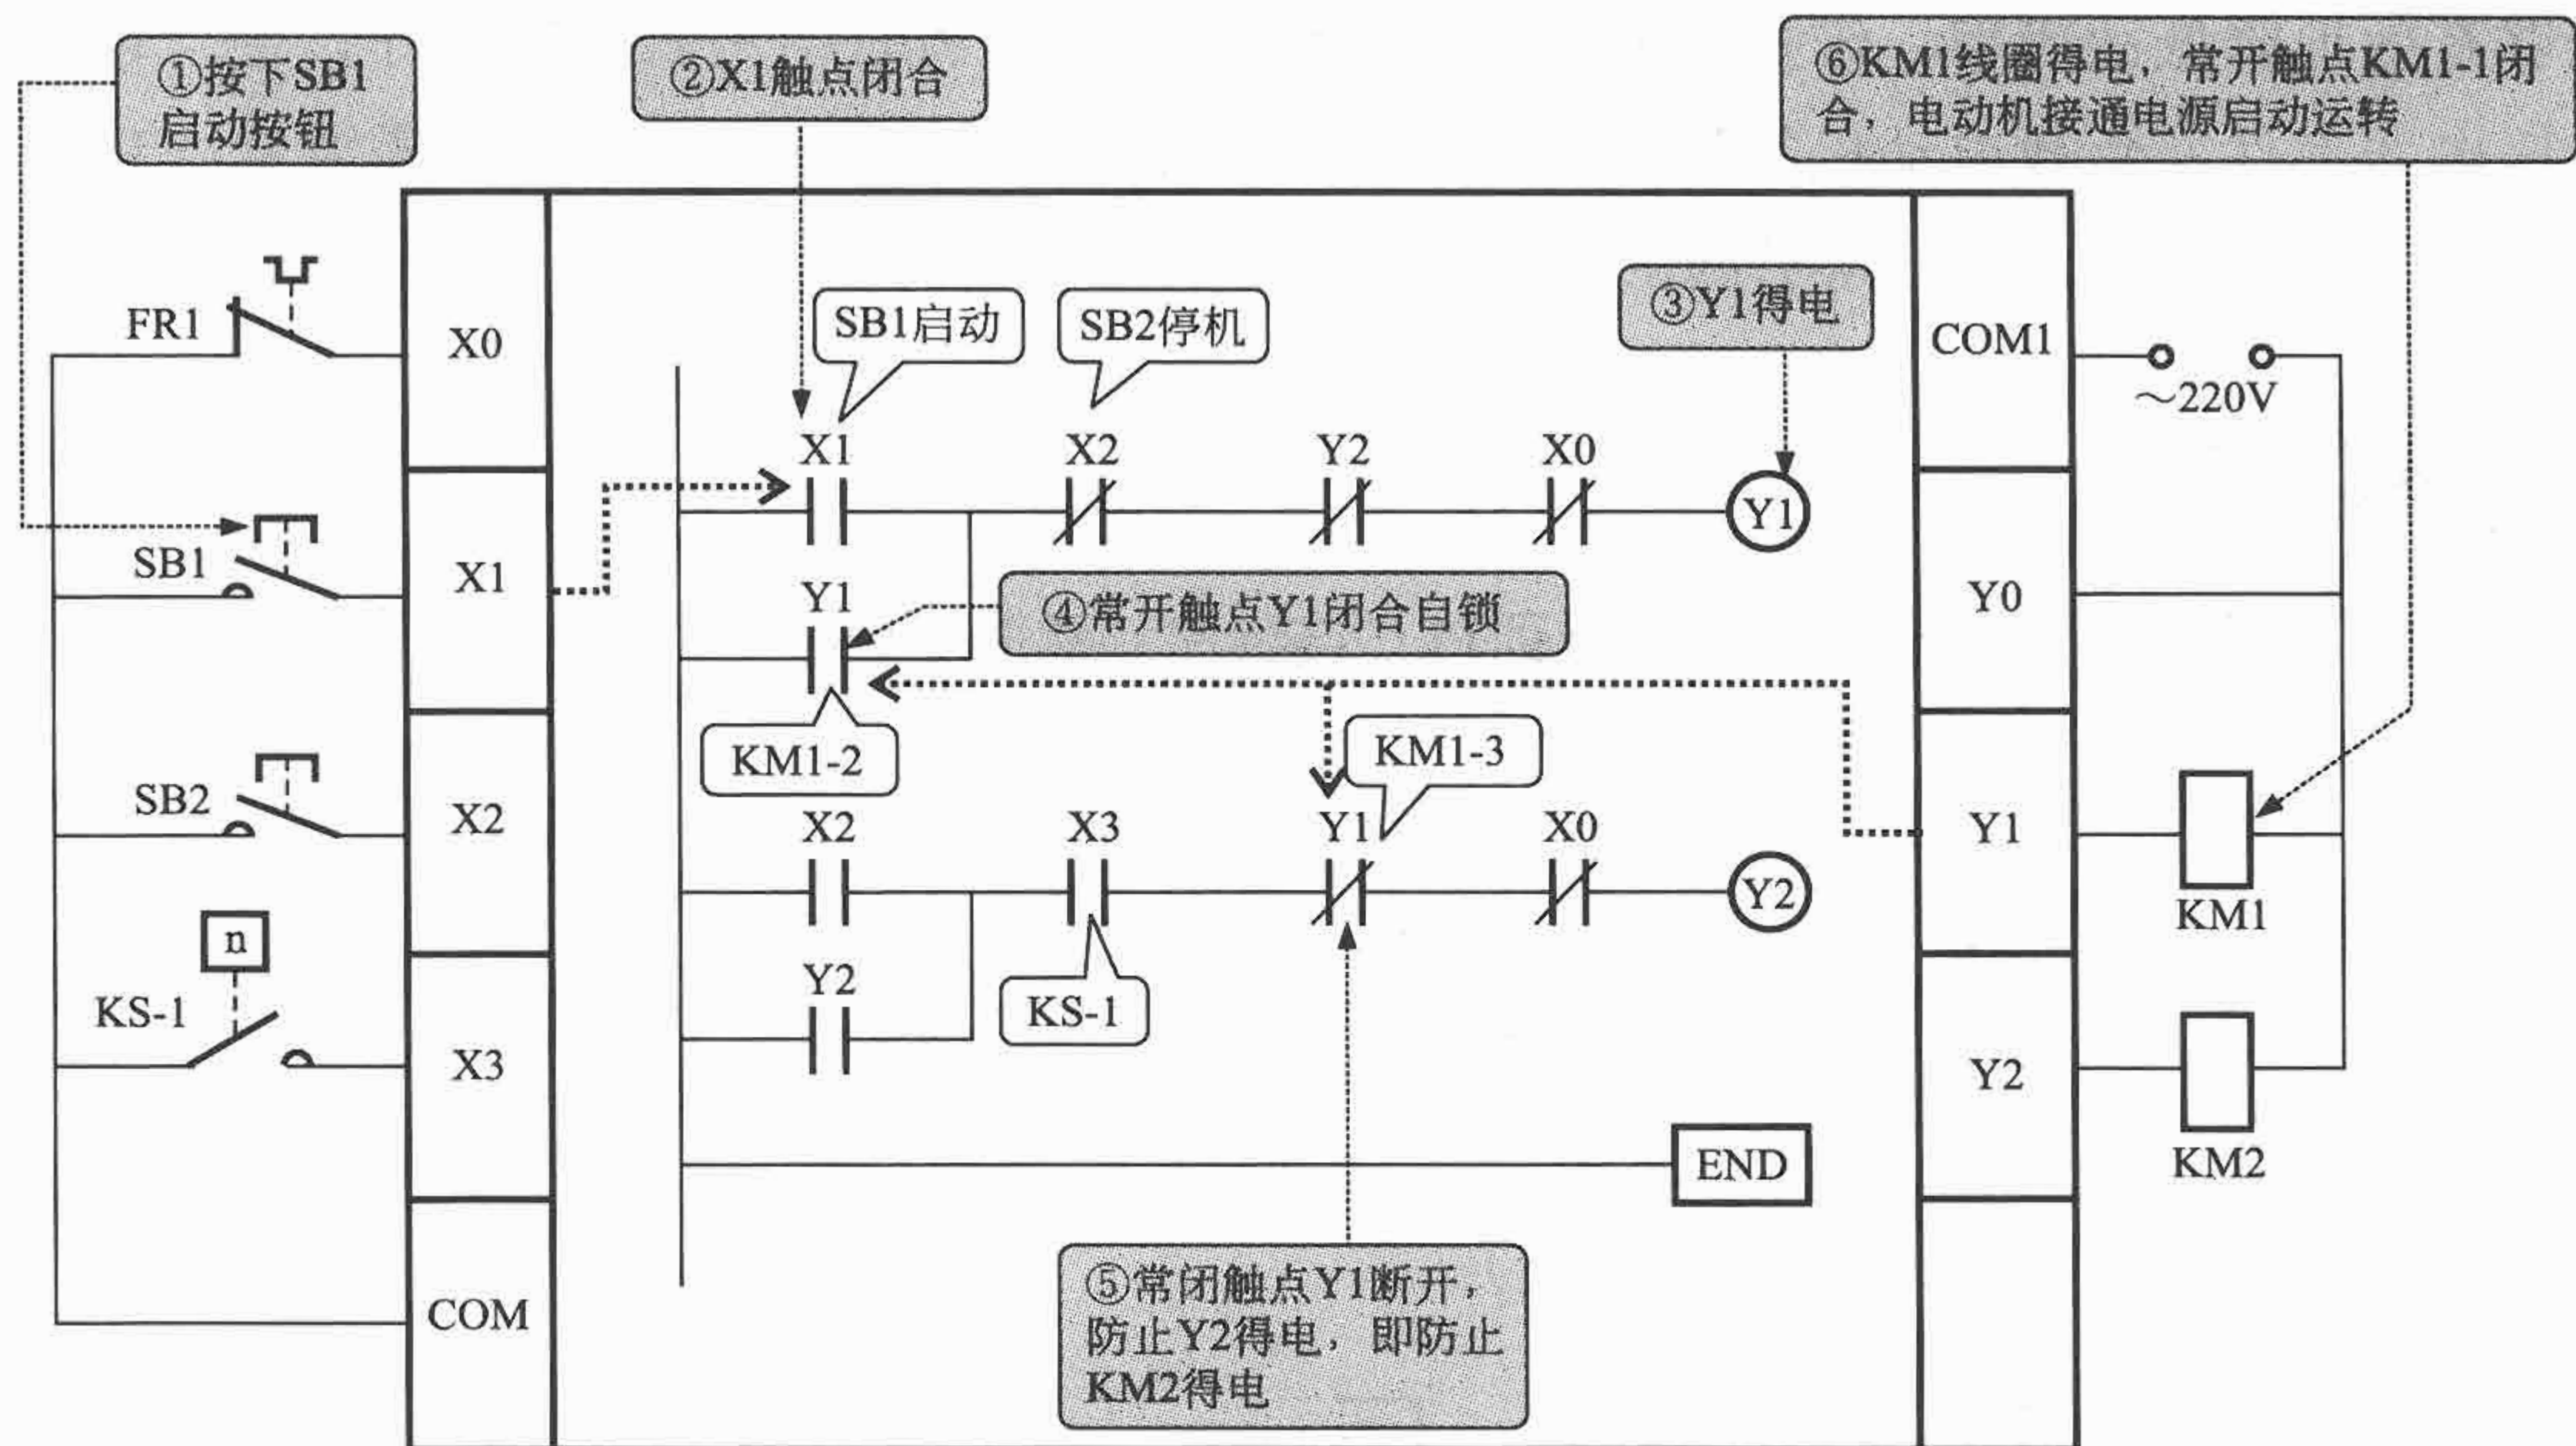 ①按下SB1
启动按钮
②X1触点闭合
⑥KM1线圈得电，常开触点KM1-1闭
合，电动机接通电源启动运转
FR1
X0
SB1启动
SB2停机
③Y1得电
COM1
～220V
X1
X2
Y2
X0
Y1
SB1
X1
Y1
④常开触点Y1闭合自锁
Y0
KM1-2
KM1-3
SB2
X2
X2
X3
Y1
X0
Y2
Y1
KM1
n
KS-1
X3
Y2
KS-1
Y2
KM2
END
COM
⑤常闭触点Y1断开，
防止Y2得电，即防止
KM2得电